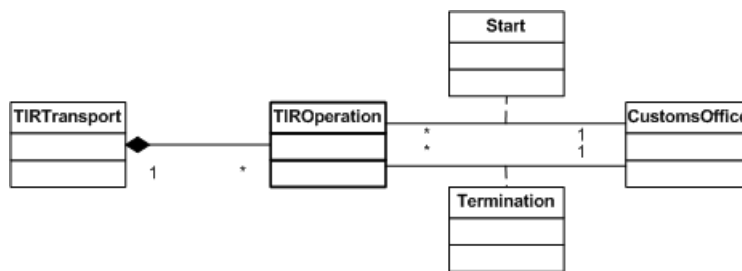 Start
TIRTransport
TIROperation
CustomsOffice
* 1
* 1
1 *
Termination